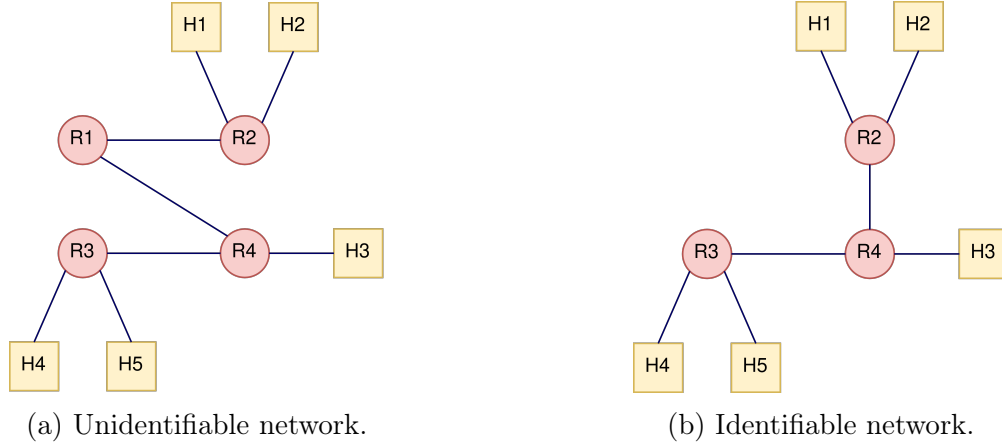 H1 H2 H1 H2
R1 R2 R2
R3 R4 H3 R3 R4 H3
H4 H5 H4 H5
(a) Unidentifiable network. (b) Identifiable network.